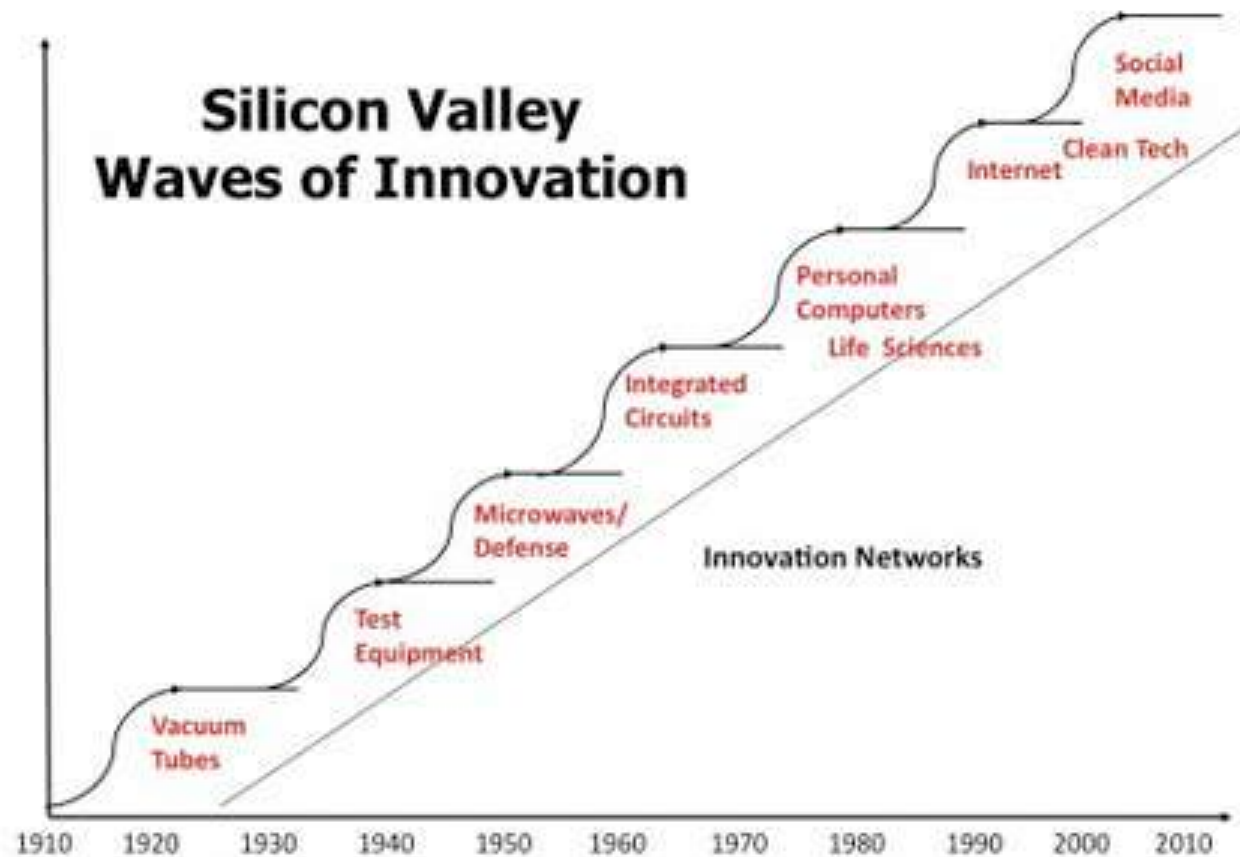 Silicon Valley
Waves of Innovation
Social
Media
Clean Tech
Internet
Personal
Computers
Life Sciences
Integrated
Circuits
Microwaves/
Defense
Innovation Networks
Test
Equipment
Vacuum
Tubes
1910 1920 1930 1940 1950 1960 1970 1980 1990 2000 2010